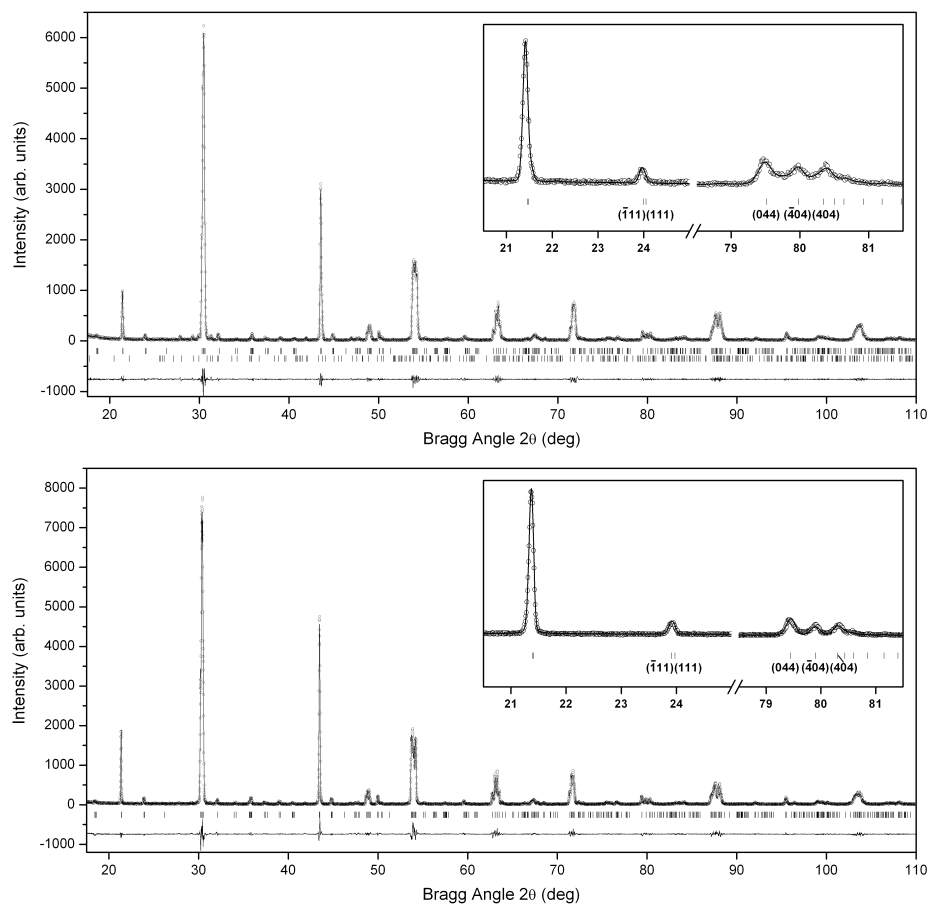 6000
5000
4000
3000
2000
1000
0
-1000
Intensity (arb. units)
(1̅11)(111)
(044) (4̅04)(404)
21 22 23 24 79 80 81
20 30 40 50 60 70 80 90 100 110
Bragg Angle 2θ (deg)
8000
7000
6000
5000
4000
3000
2000
1000
0
-1000
Intensity (arb. units)
(1̅11)(111)
(044) (4̅04)(404)
21 22 23 24 79 80 81
20 30 40 50 60 70 80 90 100 110
Bragg Angle 2θ (deg)